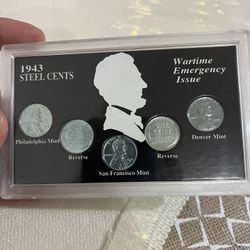 1943
STEEL CENTS
Wartime
Emergency
Issue
Philadelphia Mint
Reverse
San Francisco Mint
Reverse
Denver Mint